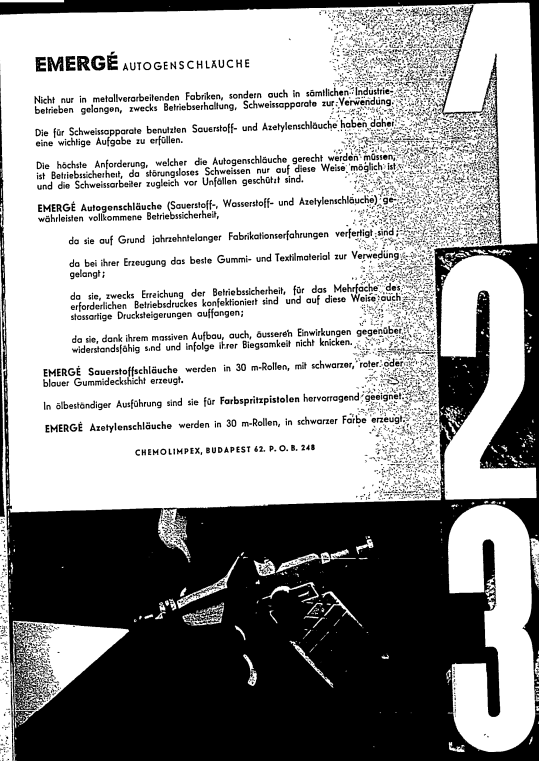 EMERGÉ AUTOGENSCHLÄUCHE
Nicht nur in metallverarbeitenden Fabriken, sondern auch in sämtlichen Industrie-
betrieben gelangen, zwecks Betriebserhaltung, Schweissapparate zur Verwendung.
Die für Schweissapparate benutzten Sauerstoff- und Azetylenschläuche haben daher
eine wichtige Aufgabe zu erfüllen.
Die höchste Anforderung, welcher die Autogenschläuche gerecht werden müssen,
ist Betriebssicherheit, da störungsloses Schweissen nur auf diese Weise möglich ist
und die Schweissarbeiter zugleich vor Unfällen geschützt sind.
EMERGÉ Autogenschläuche (Sauerstoff-, Wasserstoff- und Azetylenschläuche) ge-
währleisten vollkommene Betriebssicherheit,
da sie auf Grund jahrzehntelanger Fabrikationserfahrungen verfertigt sind;
da bei ihrer Erzeugung das beste Gummi- und Textilmaterial zur Verwedung
gelangt;
da sie, zwecks Erreichung der Betriebssicherheit, für das Mehrfache des
erforderlichen Betriebsdruckes konfektioniert sind und auf diese Weise auch
stossartige Drucksteigerungen auffangen;
da sie, dank ihrem massiven Aufbau, auch, äusseren Einwirkungen gegenüber
widerstandsfähig sind und infolge ihrer Biegsamkeit nicht knicken.
EMERGÉ Sauerstoffschläuche werden in 30 m-Rollen, mit schwarzer, roter oder
blauer Gummideckshicht erzeugt.
In ölbeständiger Ausführung sind sie für Farbspritzpistolen hervorragend geeignet.
EMERGÉ Azetylenschläuche werden in 30 m-Rollen, in schwarzer Farbe erzeugt.
CHEMOLIMPEX, BUDAPEST 62. P. O. B. 248
1
2
3